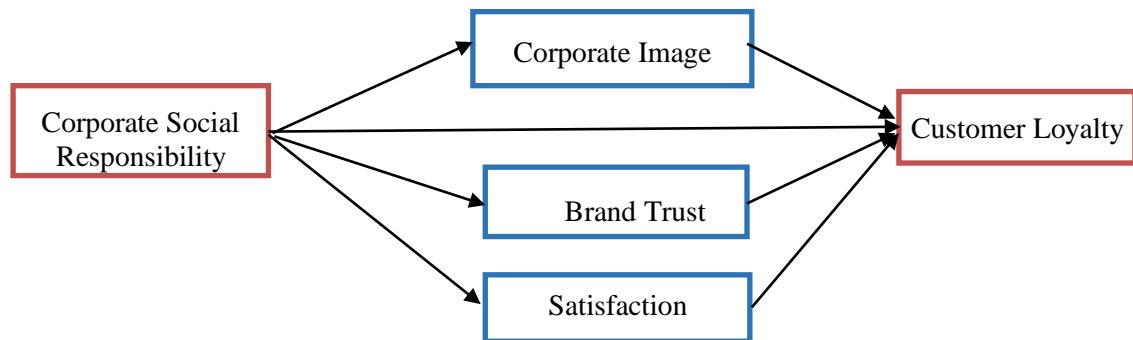 Corporate Image
Corporate Social
Responsibility
Customer Loyalty
Brand Trust
Satisfaction